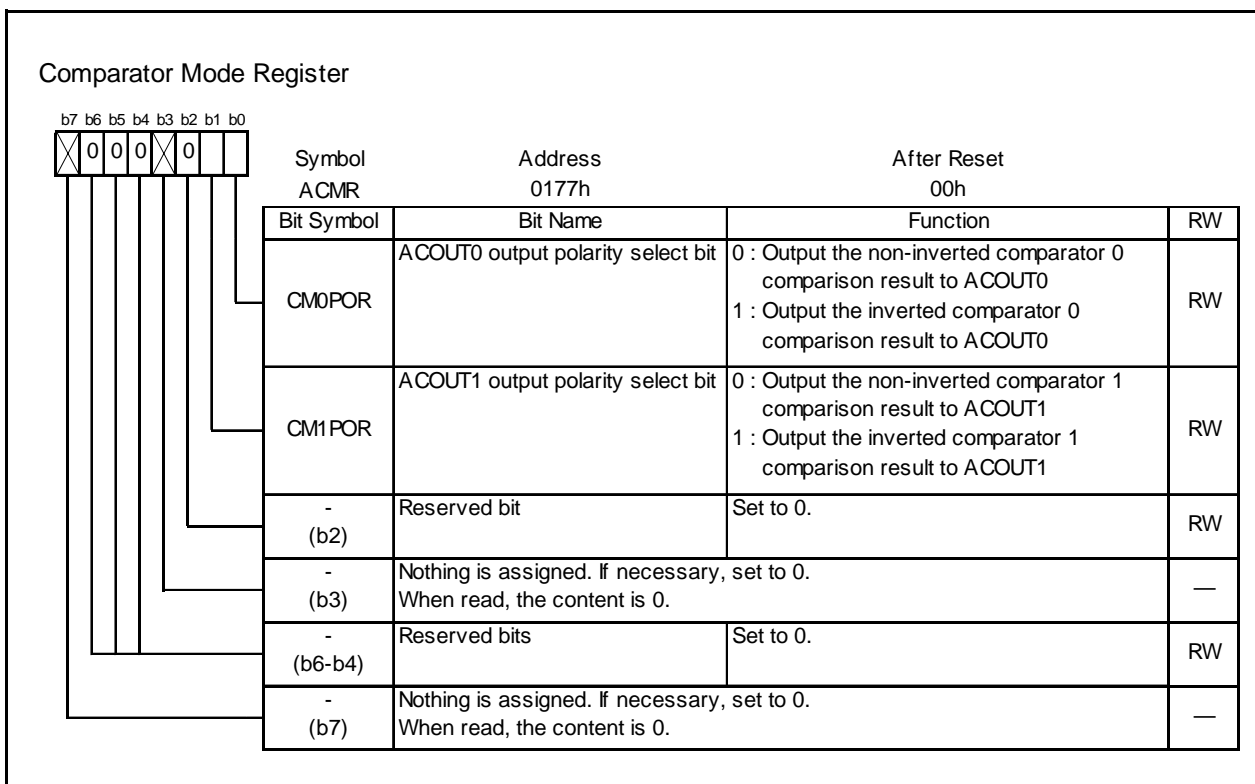 Comparator Mode Register
b7 b6 b5 b4 b3 b2 b1 b0
0 0 0 0
Symbol Address After Reset
ACMR 0177h 00h
Bit Symbol Bit Name Function RW
CM0POR ACOUT0 output polarity select bit 0 : Output the non-inverted comparator 0
comparison result to ACOUT0
1 : Output the inverted comparator 0
comparison result to ACOUT0
RW
CM1POR ACOUT1 output polarity select bit 0 : Output the non-inverted comparator 1
comparison result to ACOUT1
1 : Output the inverted comparator 1
comparison result to ACOUT1
RW
-
(b2)
Reserved bit Set to 0.
RW
-
(b3)
Nothing is assigned. If necessary, set to 0.
When read, the content is 0.
—
-
(b6-b4)
Reserved bits Set to 0.
RW
-
(b7)
Nothing is assigned. If necessary, set to 0.
When read, the content is 0.
—